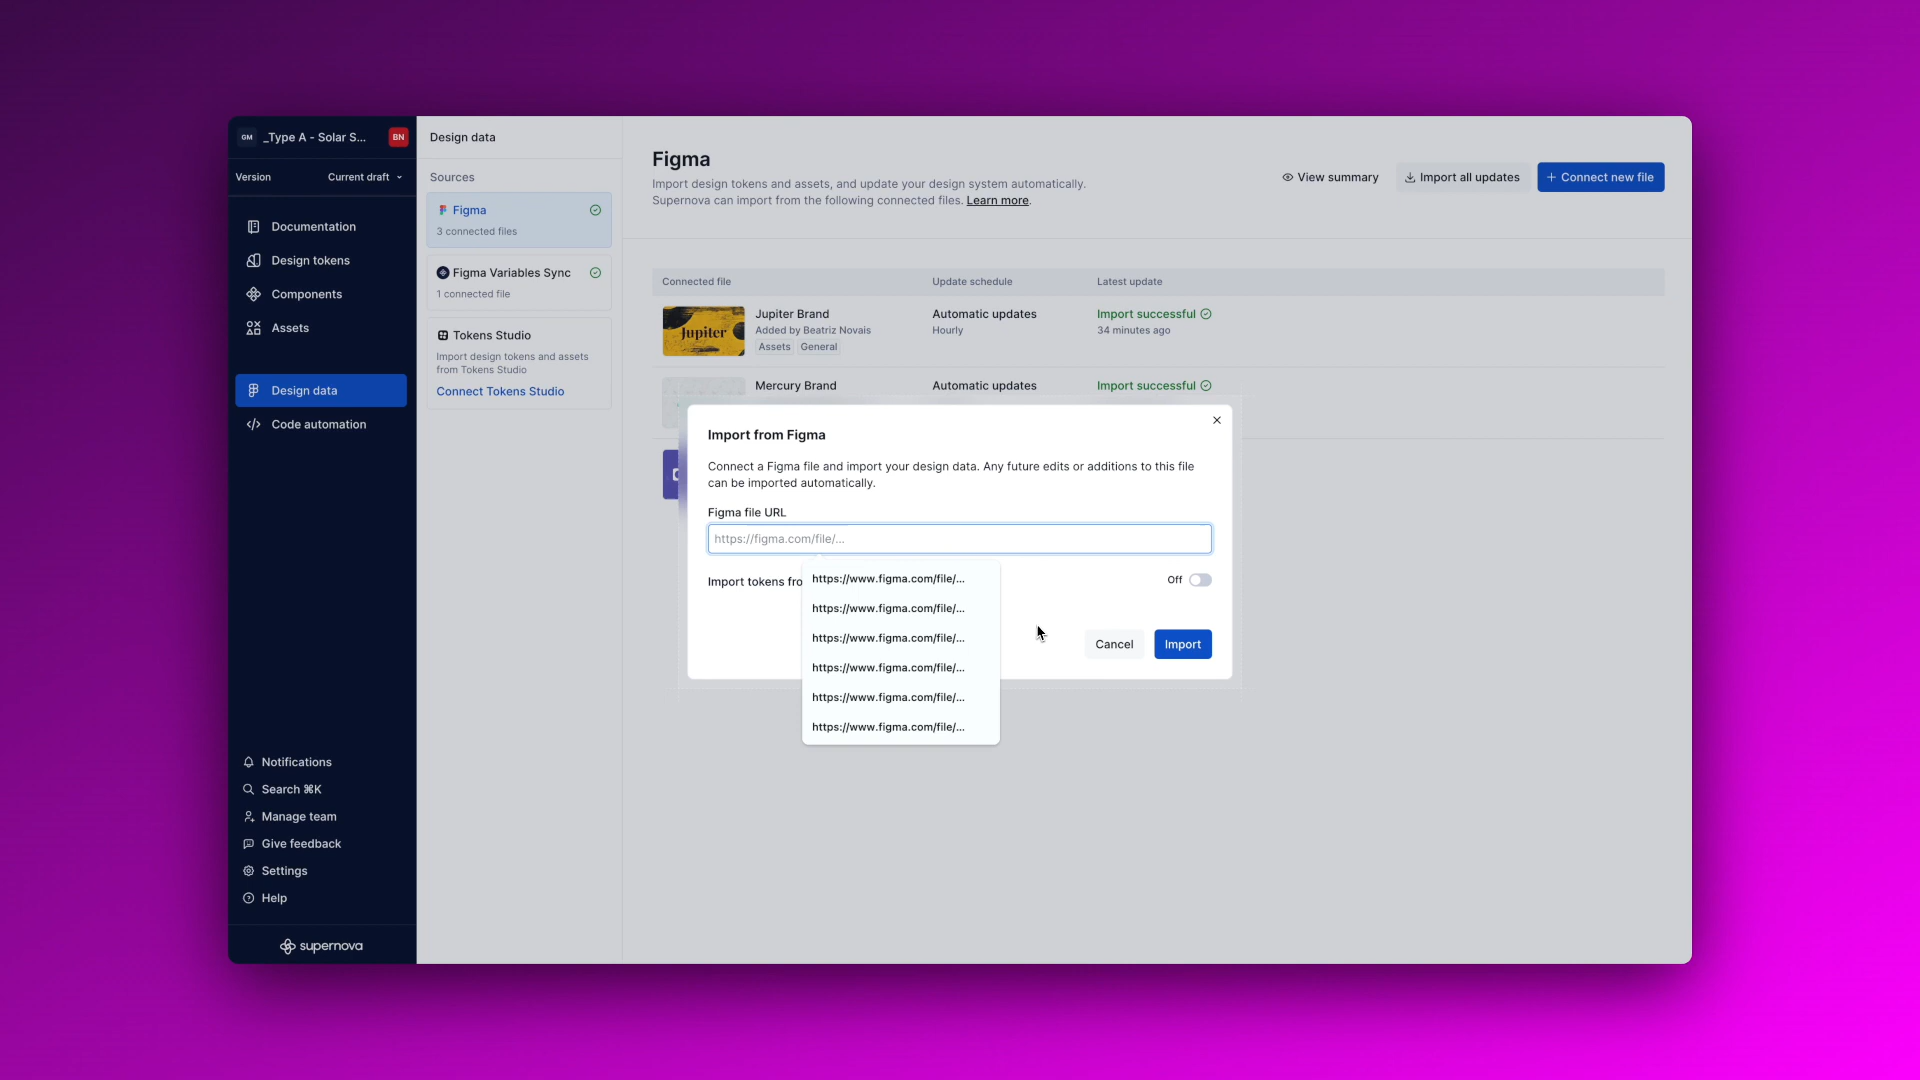 GM _Type A - Solar S... BN
Version Current draft
Documentation
Design tokens
Components
Assets
Design data
Code automation
Notifications
Search ⌘K
Manage team
Give feedback
Settings
Help
supernova
Design data
Sources
Figma
3 connected files
Figma Variables Sync
1 connected file
Tokens Studio
Import design tokens and assets
from Tokens Studio
Connect Tokens Studio
Figma
Import design tokens and assets, and update your design system automatically.
Supernova can import from the following connected files. Learn more.
View summary Import all updates + Connect new file
Connected file Update schedule Latest update
Jupiter
Jupiter Brand Automatic updates Import successful
Added by Beatriz Novais Hourly 34 minutes ago
Assets General
Mercury Brand Automatic updates Import successful
Import from Figma
Connect a Figma file and import your design data. Any future edits or additions to this file
can be imported automatically.
Figma file URL
https://figma.com/file/...
Import tokens fro Off
https://www.figma.com/file/...
https://www.figma.com/file/...
https://www.figma.com/file/...
https://www.figma.com/file/...
https://www.figma.com/file/...
https://www.figma.com/file/...
Cancel Import